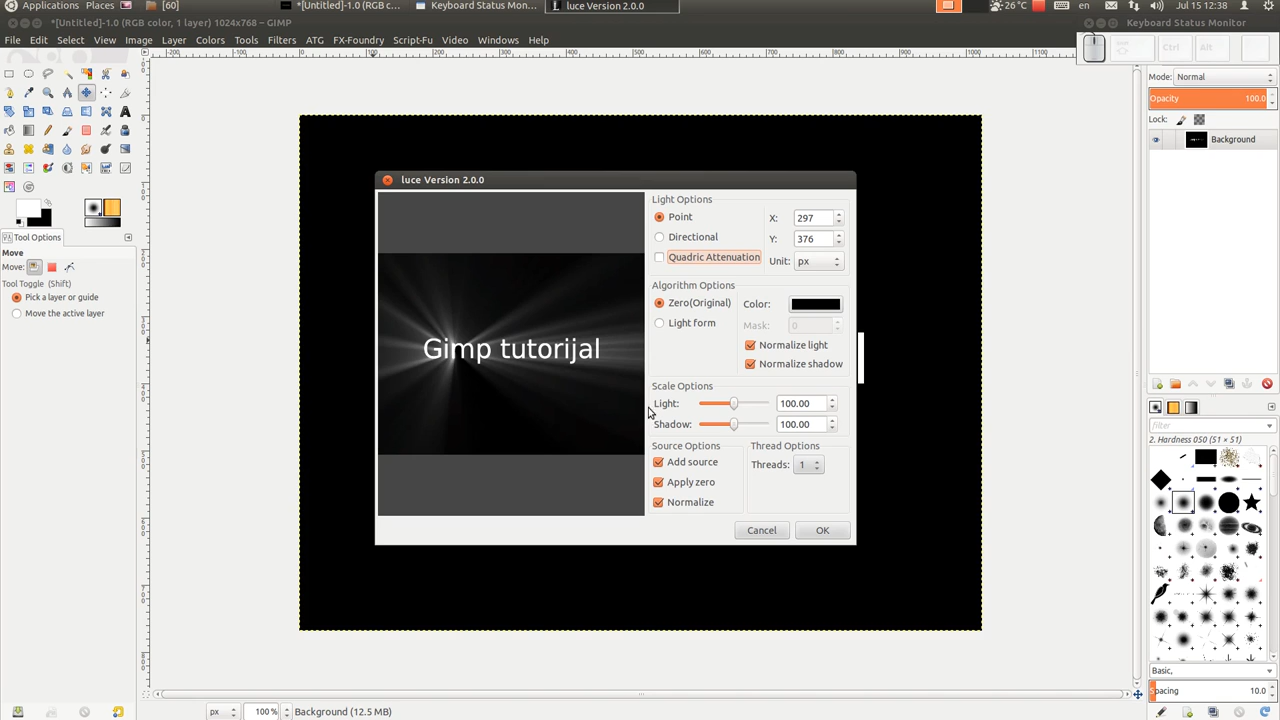 Applications Places [60] *[Untitled]-1.0 (RGB c... Keyboard Status Mon... luce Version 2.0.0 26°C en Jul 15 12:38
*[Untitled]-1.0 (RGB color, 1 layer) 1024x768 – GIMP
Keyboard Status Monitor
File Edit Select View Image Layer Colors Tools Filters ATG FX-Foundry Script-Fu Video Windows Help
Ctrl Alt
Mode: Normal
Opacity 100.0
Lock:
Background
luce Version 2.0.0
Light Options
Point X: 297
Directional Y: 376
Quadric Attenuation Unit: px
Algorithm Options
Zero(Original) Color:
Light form Mask: 0
Normalize light
Normalize shadow
Gimp tutorijal
Scale Options
Light: 100.00
Shadow: 100.00
Source Options Thread Options
Add source Threads: 1
Apply zero
Normalize
Cancel OK
Tool Options
Move
Move:
Tool Toggle (Shift)
Pick a layer or guide
Move the active layer
filter
2. Hardness 050 (51 × 51)
Basic,
Spacing 10.0
px 100 % Background (12.5 MB)